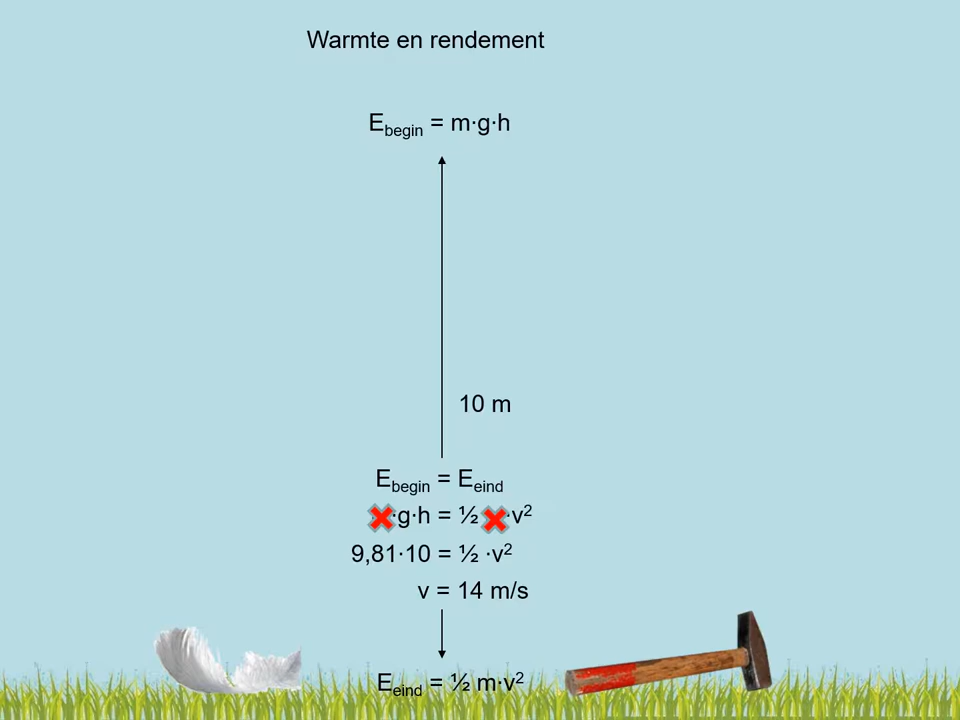 Warmte en rendement
E_begin = m·g·h
10 m
E_begin = E_eind
·g·h = ½ ·v²
9,81·10 = ½ ·v²
v = 14 m/s
E_eind = ½ m·v²